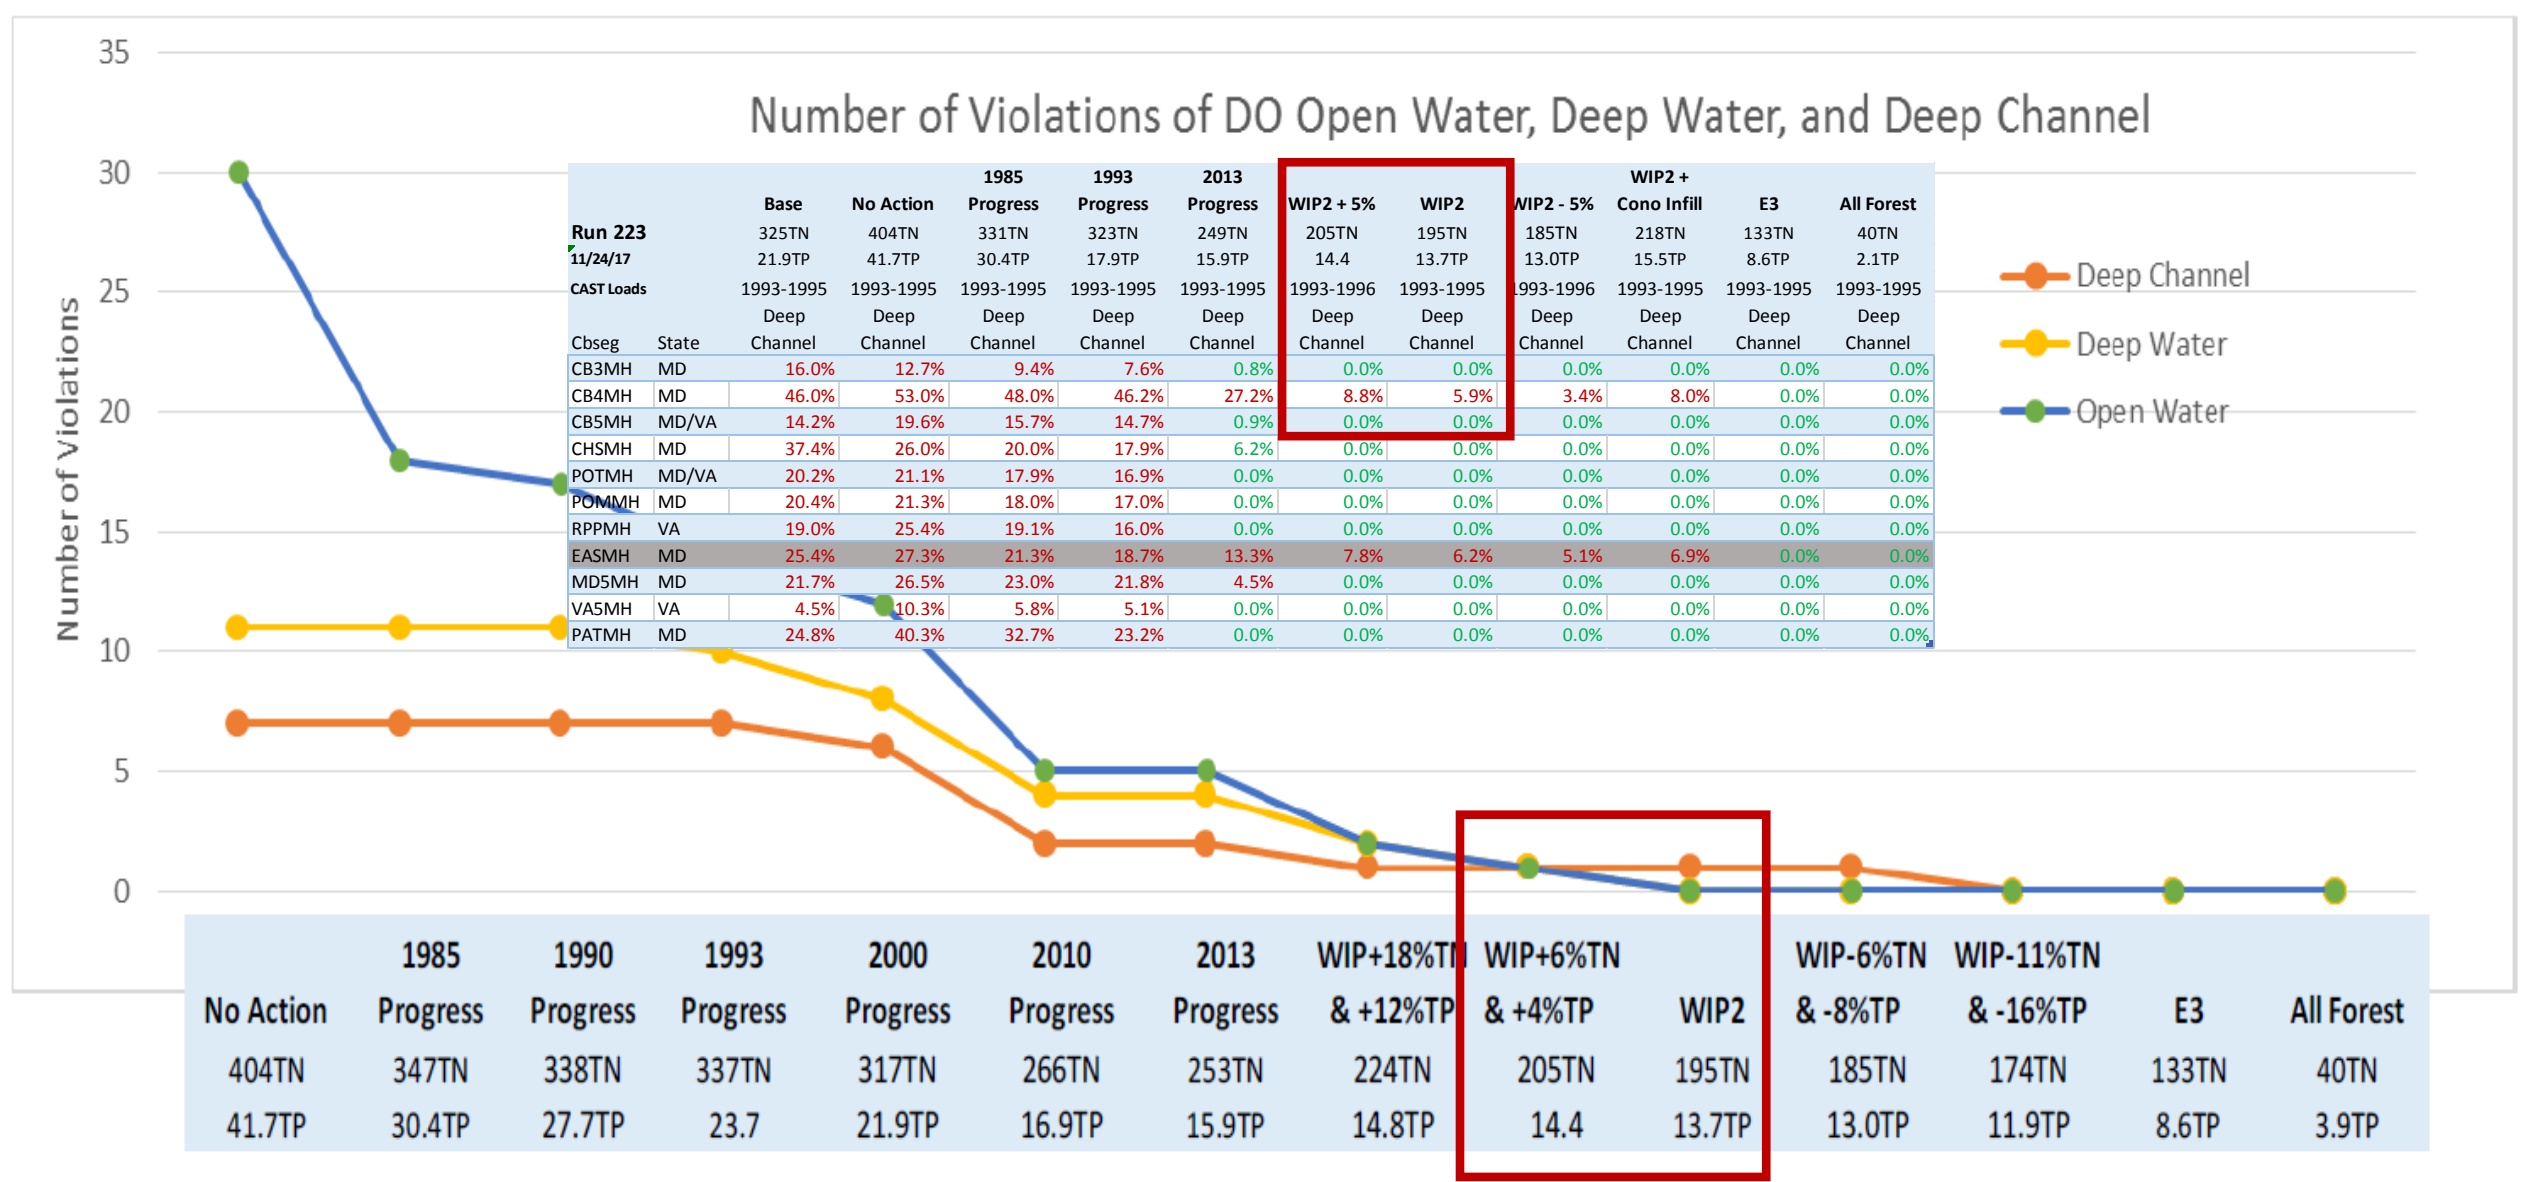 Number of Violations of DO Open Water, Deep Water, and Deep Channel
35
30
25
20
15
10
5
0
Number of Violations
1985 1993 2013 WIP2 +
Base No Action Progress Progress Progress WIP2 + 5% WIP2 WIP2 - 5% Cono Infill E3 All Forest
Run 223 325TN 404TN 331TN 323TN 249TN 205TN 195TN 185TN 218TN 133TN 40TN
11/24/17 21.9TP 41.7TP 30.4TP 17.9TP 15.9TP 14.4 13.7TP 13.0TP 15.5TP 8.6TP 2.1TP
CAST Loads 1993-1995 1993-1995 1993-1995 1993-1995 1993-1995 1993-1996 1993-1995 1993-1996 1993-1995 1993-1995 1993-1995
Deep Deep Deep Deep Deep Deep Deep Deep Deep Deep Deep
Cbseg State Channel Channel Channel Channel Channel Channel Channel Channel Channel Channel Channel
CB3MH MD 16.0% 12.7% 9.4% 7.6% 0.8% 0.0% 0.0% 0.0% 0.0% 0.0% 0.0%
CB4MH MD 46.0% 53.0% 48.0% 46.2% 27.2% 8.8% 5.9% 3.4% 8.0% 0.0% 0.0%
CB5MH MD/VA 14.2% 19.6% 15.7% 14.7% 0.9% 0.0% 0.0% 0.0% 0.0% 0.0% 0.0%
CHSMH MD 37.4% 26.0% 20.0% 17.9% 6.2% 0.0% 0.0% 0.0% 0.0% 0.0% 0.0%
POTMH MD/VA 20.2% 21.1% 17.9% 16.9% 0.0% 0.0% 0.0% 0.0% 0.0% 0.0% 0.0%
POMMH MD 20.4% 21.3% 18.0% 17.0% 0.0% 0.0% 0.0% 0.0% 0.0% 0.0% 0.0%
RPPMH VA 19.0% 25.4% 19.1% 16.0% 0.0% 0.0% 0.0% 0.0% 0.0% 0.0% 0.0%
EASMH MD 25.4% 27.3% 21.3% 18.7% 13.3% 7.8% 6.2% 5.1% 6.9% 0.0% 0.0%
MD5MH MD 21.7% 26.5% 23.0% 21.8% 4.5% 0.0% 0.0% 0.0% 0.0% 0.0% 0.0%
VA5MH VA 4.5% 10.3% 5.8% 5.1% 0.0% 0.0% 0.0% 0.0% 0.0% 0.0% 0.0%
PATMH MD 24.8% 40.3% 32.7% 23.2% 0.0% 0.0% 0.0% 0.0% 0.0% 0.0% 0.0%
Deep Channel
Deep Water
Open Water
1985 1990 1993 2000 2010 2013 WIP+18%TN WIP+6%TN WIP-6%TN WIP-11%TN
No Action Progress Progress Progress Progress Progress Progress & +12%TP & +4%TP WIP2 & -8%TP & -16%TP E3 All Forest
404TN 347TN 338TN 337TN 317TN 266TN 253TN 224TN 205TN 195TN 185TN 174TN 133TN 40TN
41.7TP 30.4TP 27.7TP 23.7 21.9TP 16.9TP 15.9TP 14.8TP 14.4 13.7TP 13.0TP 11.9TP 8.6TP 3.9TP